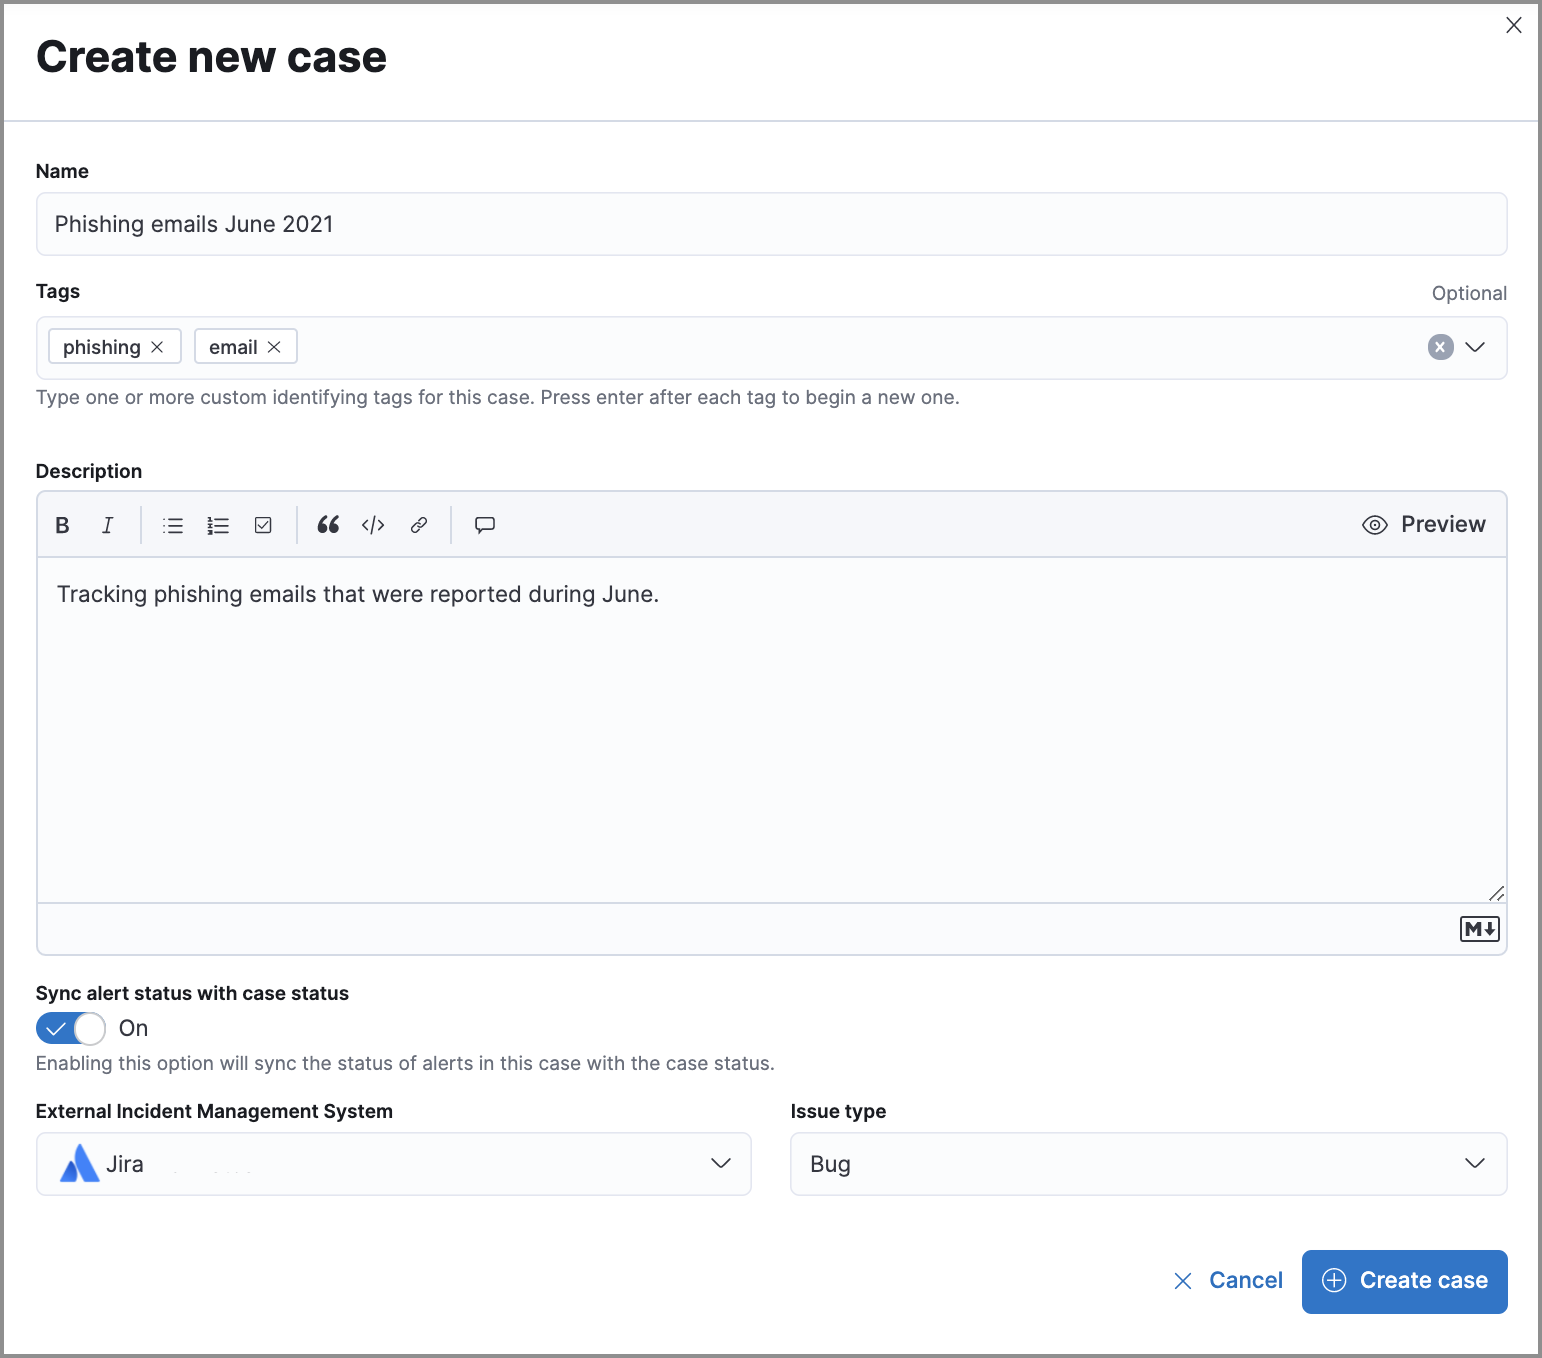 Create new case
Name
Phishing emails June 2021
Tags
Optional
phishing
email
Type one or more custom identifying tags for this case. Press enter after each tag to begin a new one.
Description
B I
Preview
Tracking phishing emails that were reported during June.
M
Sync alert status with case status
On
Enabling this option will sync the status of alerts in this case with the case status.
External Incident Management System
Issue type
Jira
Bug
Cancel
Create case